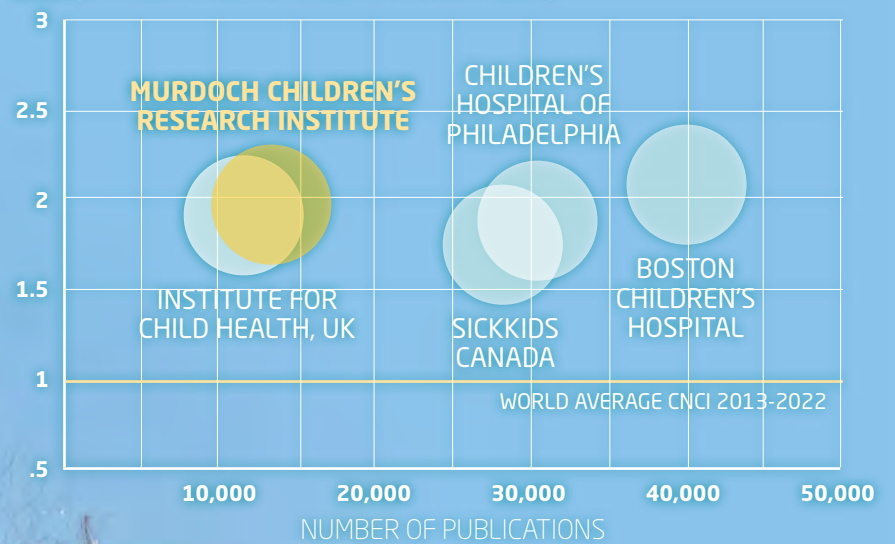 3
MURDOCH CHILDREN'S
RESEARCH INSTITUTE
CHILDREN'S
HOSPITAL OF
PHILADELPHIA
2.5
2
1.5
INSTITUTE FOR
CHILD HEALTH, UK
SICKKIDS
CANADA
BOSTON
CHILDREN'S
HOSPITAL
1
WORLD AVERAGE CNCI 2013-2022
.5
10,000 20,000 30,000 40,000 50,000
NUMBER OF PUBLICATIONS